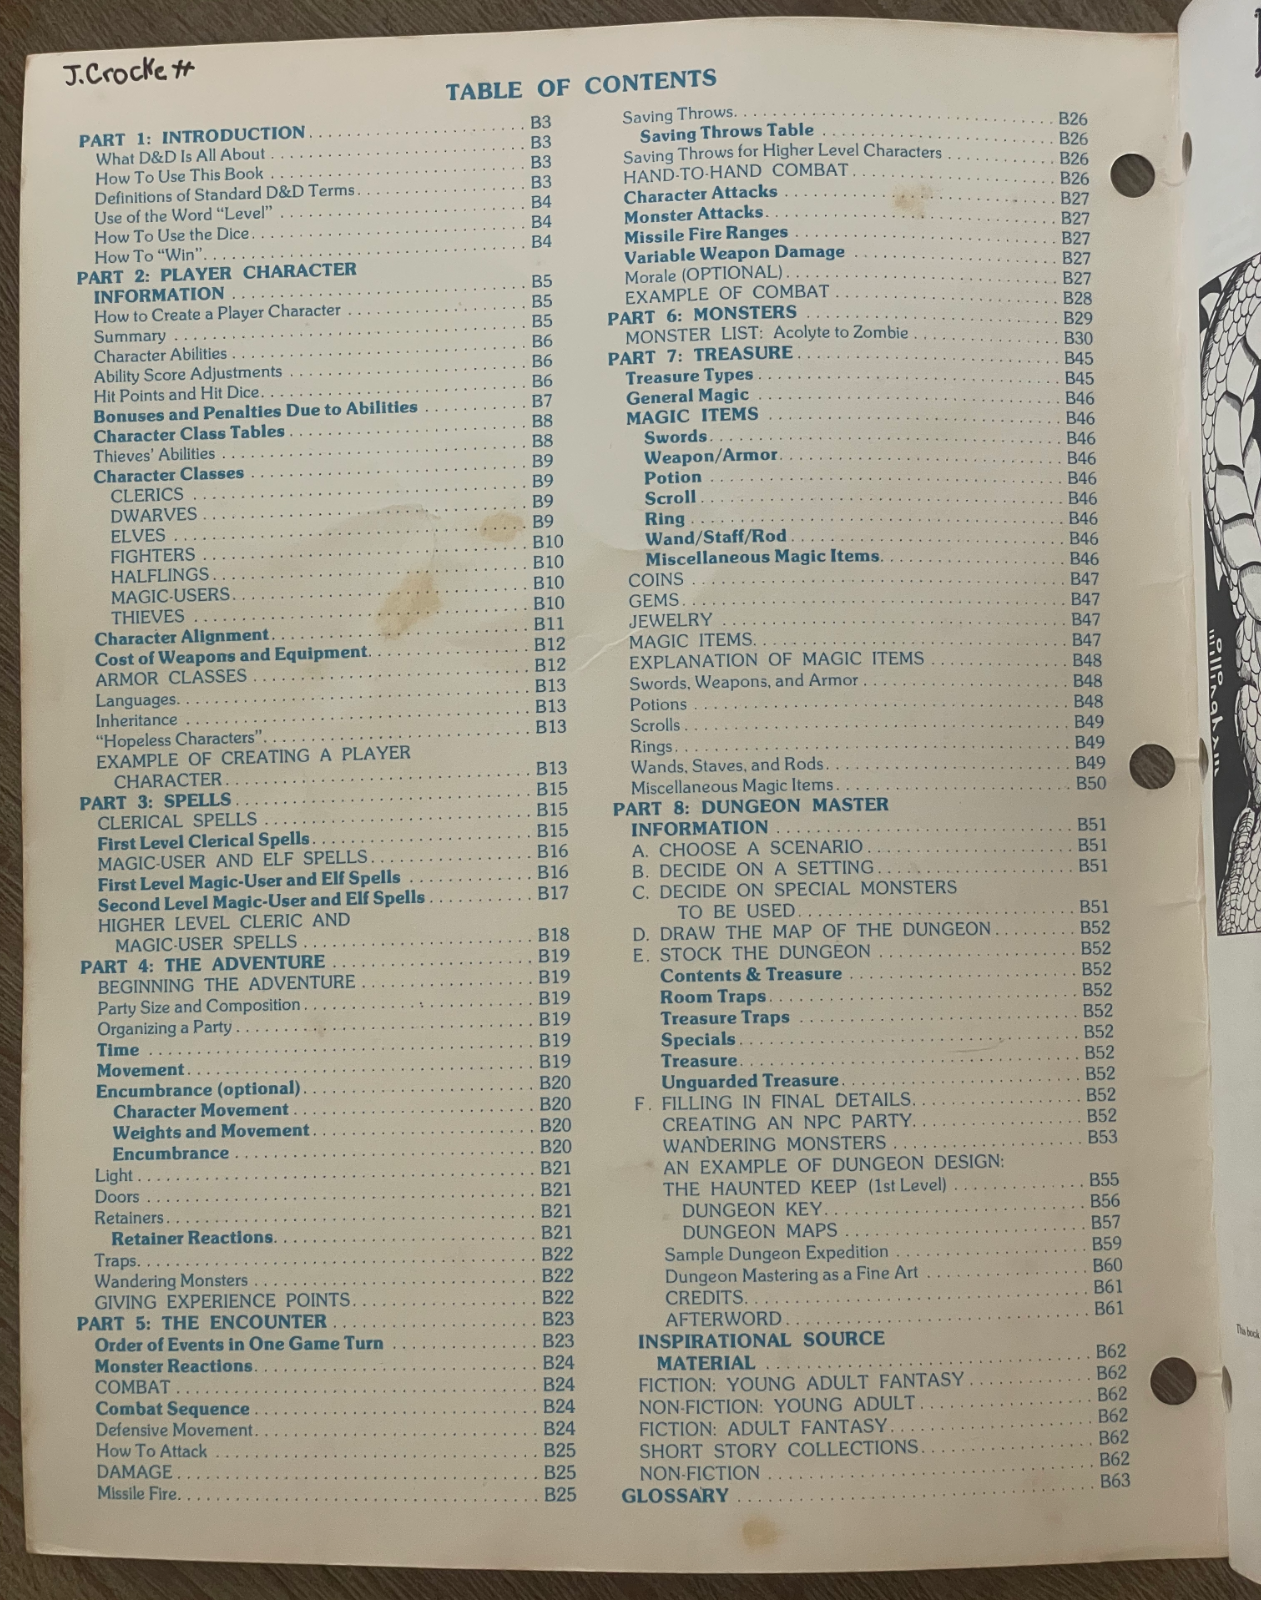 J. Crockett
TABLE OF CONTENTS
PART 1: INTRODUCTION . . . . . B3
What D&D Is All About . . . . . B3
How To Use This Book . . . . . B3
Definitions of Standard D&D Terms . . . . . B3
Use of the Word "Level" . . . . . B4
How To Use the Dice . . . . . B4
How To "Win" . . . . . B4
PART 2: PLAYER CHARACTER
INFORMATION . . . . . B5
How to Create a Player Character . . . . . B5
Summary . . . . . B5
Character Abilities . . . . . B6
Ability Score Adjustments . . . . . B6
Hit Points and Hit Dice . . . . . B6
Bonuses and Penalties Due to Abilities . . . . . B7
Character Class Tables . . . . . B8
Thieves' Abilities . . . . . B8
Character Classes . . . . . B9
CLERICS . . . . . B9
DWARVES . . . . . B9
ELVES . . . . . B9
FIGHTERS . . . . . B10
HALFLINGS . . . . . B10
MAGIC-USERS . . . . . B10
THIEVES . . . . . B10
Character Alignment . . . . . B11
Cost of Weapons and Equipment . . . . . B12
ARMOR CLASSES . . . . . B12
Languages . . . . . B13
Inheritance . . . . . B13
"Hopeless Characters" . . . . . B13
EXAMPLE OF CREATING A PLAYER
CHARACTER . . . . . B13
PART 3: SPELLS . . . . . B15
CLERICAL SPELLS . . . . . B15
First Level Clerical Spells . . . . . B15
MAGIC-USER AND ELF SPELLS . . . . . B16
First Level Magic-User and Elf Spells . . . . . B16
Second Level Magic-User and Elf Spells . . . . . B17
HIGHER LEVEL CLERIC AND
MAGIC-USER SPELLS . . . . . B18
PART 4: THE ADVENTURE . . . . . B19
BEGINNING THE ADVENTURE . . . . . B19
Party Size and Composition . . . . . B19
Organizing a Party . . . . . B19
Time . . . . . B19
Movement . . . . . B19
Encumbrance (optional) . . . . . B20
Character Movement . . . . . B20
Weights and Movement . . . . . B20
Encumbrance . . . . . B20
Light . . . . . B21
Doors . . . . . B21
Retainers . . . . . B21
Retainer Reactions . . . . . B21
Traps . . . . . B22
Wandering Monsters . . . . . B22
GIVING EXPERIENCE POINTS . . . . . B22
PART 5: THE ENCOUNTER . . . . . B23
Order of Events in One Game Turn . . . . . B23
Monster Reactions . . . . . B24
COMBAT . . . . . B24
Combat Sequence . . . . . B24
Defensive Movement . . . . . B24
How To Attack . . . . . B25
DAMAGE . . . . . B25
Missile Fire . . . . . B25
Saving Throws . . . . . B26
Saving Throws Table . . . . . B26
Saving Throws for Higher Level Characters . . . . . B26
HAND-TO-HAND COMBAT . . . . . B26
Character Attacks . . . . . B27
Monster Attacks . . . . . B27
Missile Fire Ranges . . . . . B27
Variable Weapon Damage . . . . . B27
Morale (OPTIONAL) . . . . . B27
EXAMPLE OF COMBAT . . . . . B28
PART 6: MONSTERS . . . . . B29
MONSTER LIST: Acolyte to Zombie . . . . . B30
PART 7: TREASURE . . . . . B45
Treasure Types . . . . . B45
General Magic . . . . . B46
MAGIC ITEMS . . . . . B46
Swords . . . . . B46
Weapon/Armor . . . . . B46
Potion . . . . . B46
Scroll . . . . . B46
Ring . . . . . B46
Wand/Staff/Rod . . . . . B46
Miscellaneous Magic Items . . . . . B46
COINS . . . . . B47
GEMS . . . . . B47
JEWELRY . . . . . B47
MAGIC ITEMS . . . . . B47
EXPLANATION OF MAGIC ITEMS . . . . . B48
Swords, Weapons, and Armor . . . . . B48
Potions . . . . . B48
Scrolls . . . . . B49
Rings . . . . . B49
Wands, Staves, and Rods . . . . . B49
Miscellaneous Magic Items . . . . . B50
PART 8: DUNGEON MASTER
INFORMATION . . . . . B51
A. CHOOSE A SCENARIO . . . . . B51
B. DECIDE ON A SETTING . . . . . B51
C. DECIDE ON SPECIAL MONSTERS
TO BE USED . . . . . B51
D. DRAW THE MAP OF THE DUNGEON . . . . . B52
E. STOCK THE DUNGEON . . . . . B52
Contents & Treasure . . . . . B52
Room Traps . . . . . B52
Treasure Traps . . . . . B52
Specials . . . . . B52
Treasure . . . . . B52
Unguarded Treasure . . . . . B52
F. FILLING IN FINAL DETAILS . . . . . B52
CREATING AN NPC PARTY . . . . . B52
WANDERING MONSTERS . . . . . B53
AN EXAMPLE OF DUNGEON DESIGN:
THE HAUNTED KEEP (1st Level) . . . . . B55
DUNGEON KEY . . . . . B56
DUNGEON MAPS . . . . . B57
Sample Dungeon Expedition . . . . . B59
Dungeon Mastering as a Fine Art . . . . . B60
CREDITS . . . . . B61
AFTERWORD . . . . . B61
INSPIRATIONAL SOURCE
MATERIAL . . . . . B62
FICTION: YOUNG ADULT FANTASY . . . . . B62
NON-FICTION: YOUNG ADULT . . . . . B62
FICTION: ADULT FANTASY . . . . . B62
SHORT STORY COLLECTIONS . . . . . B62
NON-FICTION . . . . . B62
GLOSSARY . . . . . B63
This book